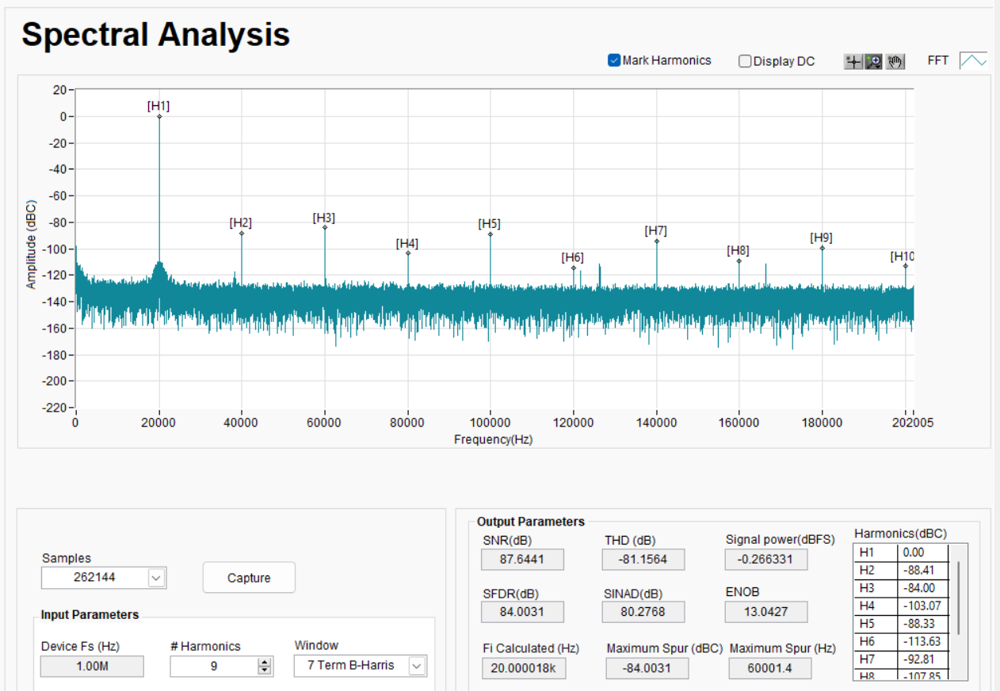 Spectral Analysis
Mark Harmonics Display DC FFT
20
0
-20
-40
-60
-80
-100
-120
-140
-160
-180
-200
-220
Amplitude (dBC)
[H1]
[H2]
[H3]
[H4]
[H5]
[H6]
[H7]
[H8]
[H9]
[H10
0 20000 40000 60000 80000 100000 120000 140000 160000 180000 202005
Frequency(Hz)
Samples
262144
Capture
Input Parameters
Device Fs (Hz) # Harmonics Window
1.00M 9 7 Term B-Harris
Output Parameters
SNR(dB) THD (dB) Signal power(dBFS)
87.6441 -81.1564 -0.266331
SFDR(dB) SINAD(dB) ENOB
84.0031 80.2768 13.0427
Fi Calculated (Hz) Maximum Spur (dBC) Maximum Spur (Hz)
20.000018k -84.0031 60001.4
Harmonics(dBC)
H1 0.00
H2 -88.41
H3 -84.00
H4 -103.07
H5 -88.33
H6 -113.63
H7 -92.81
H8 -107.85